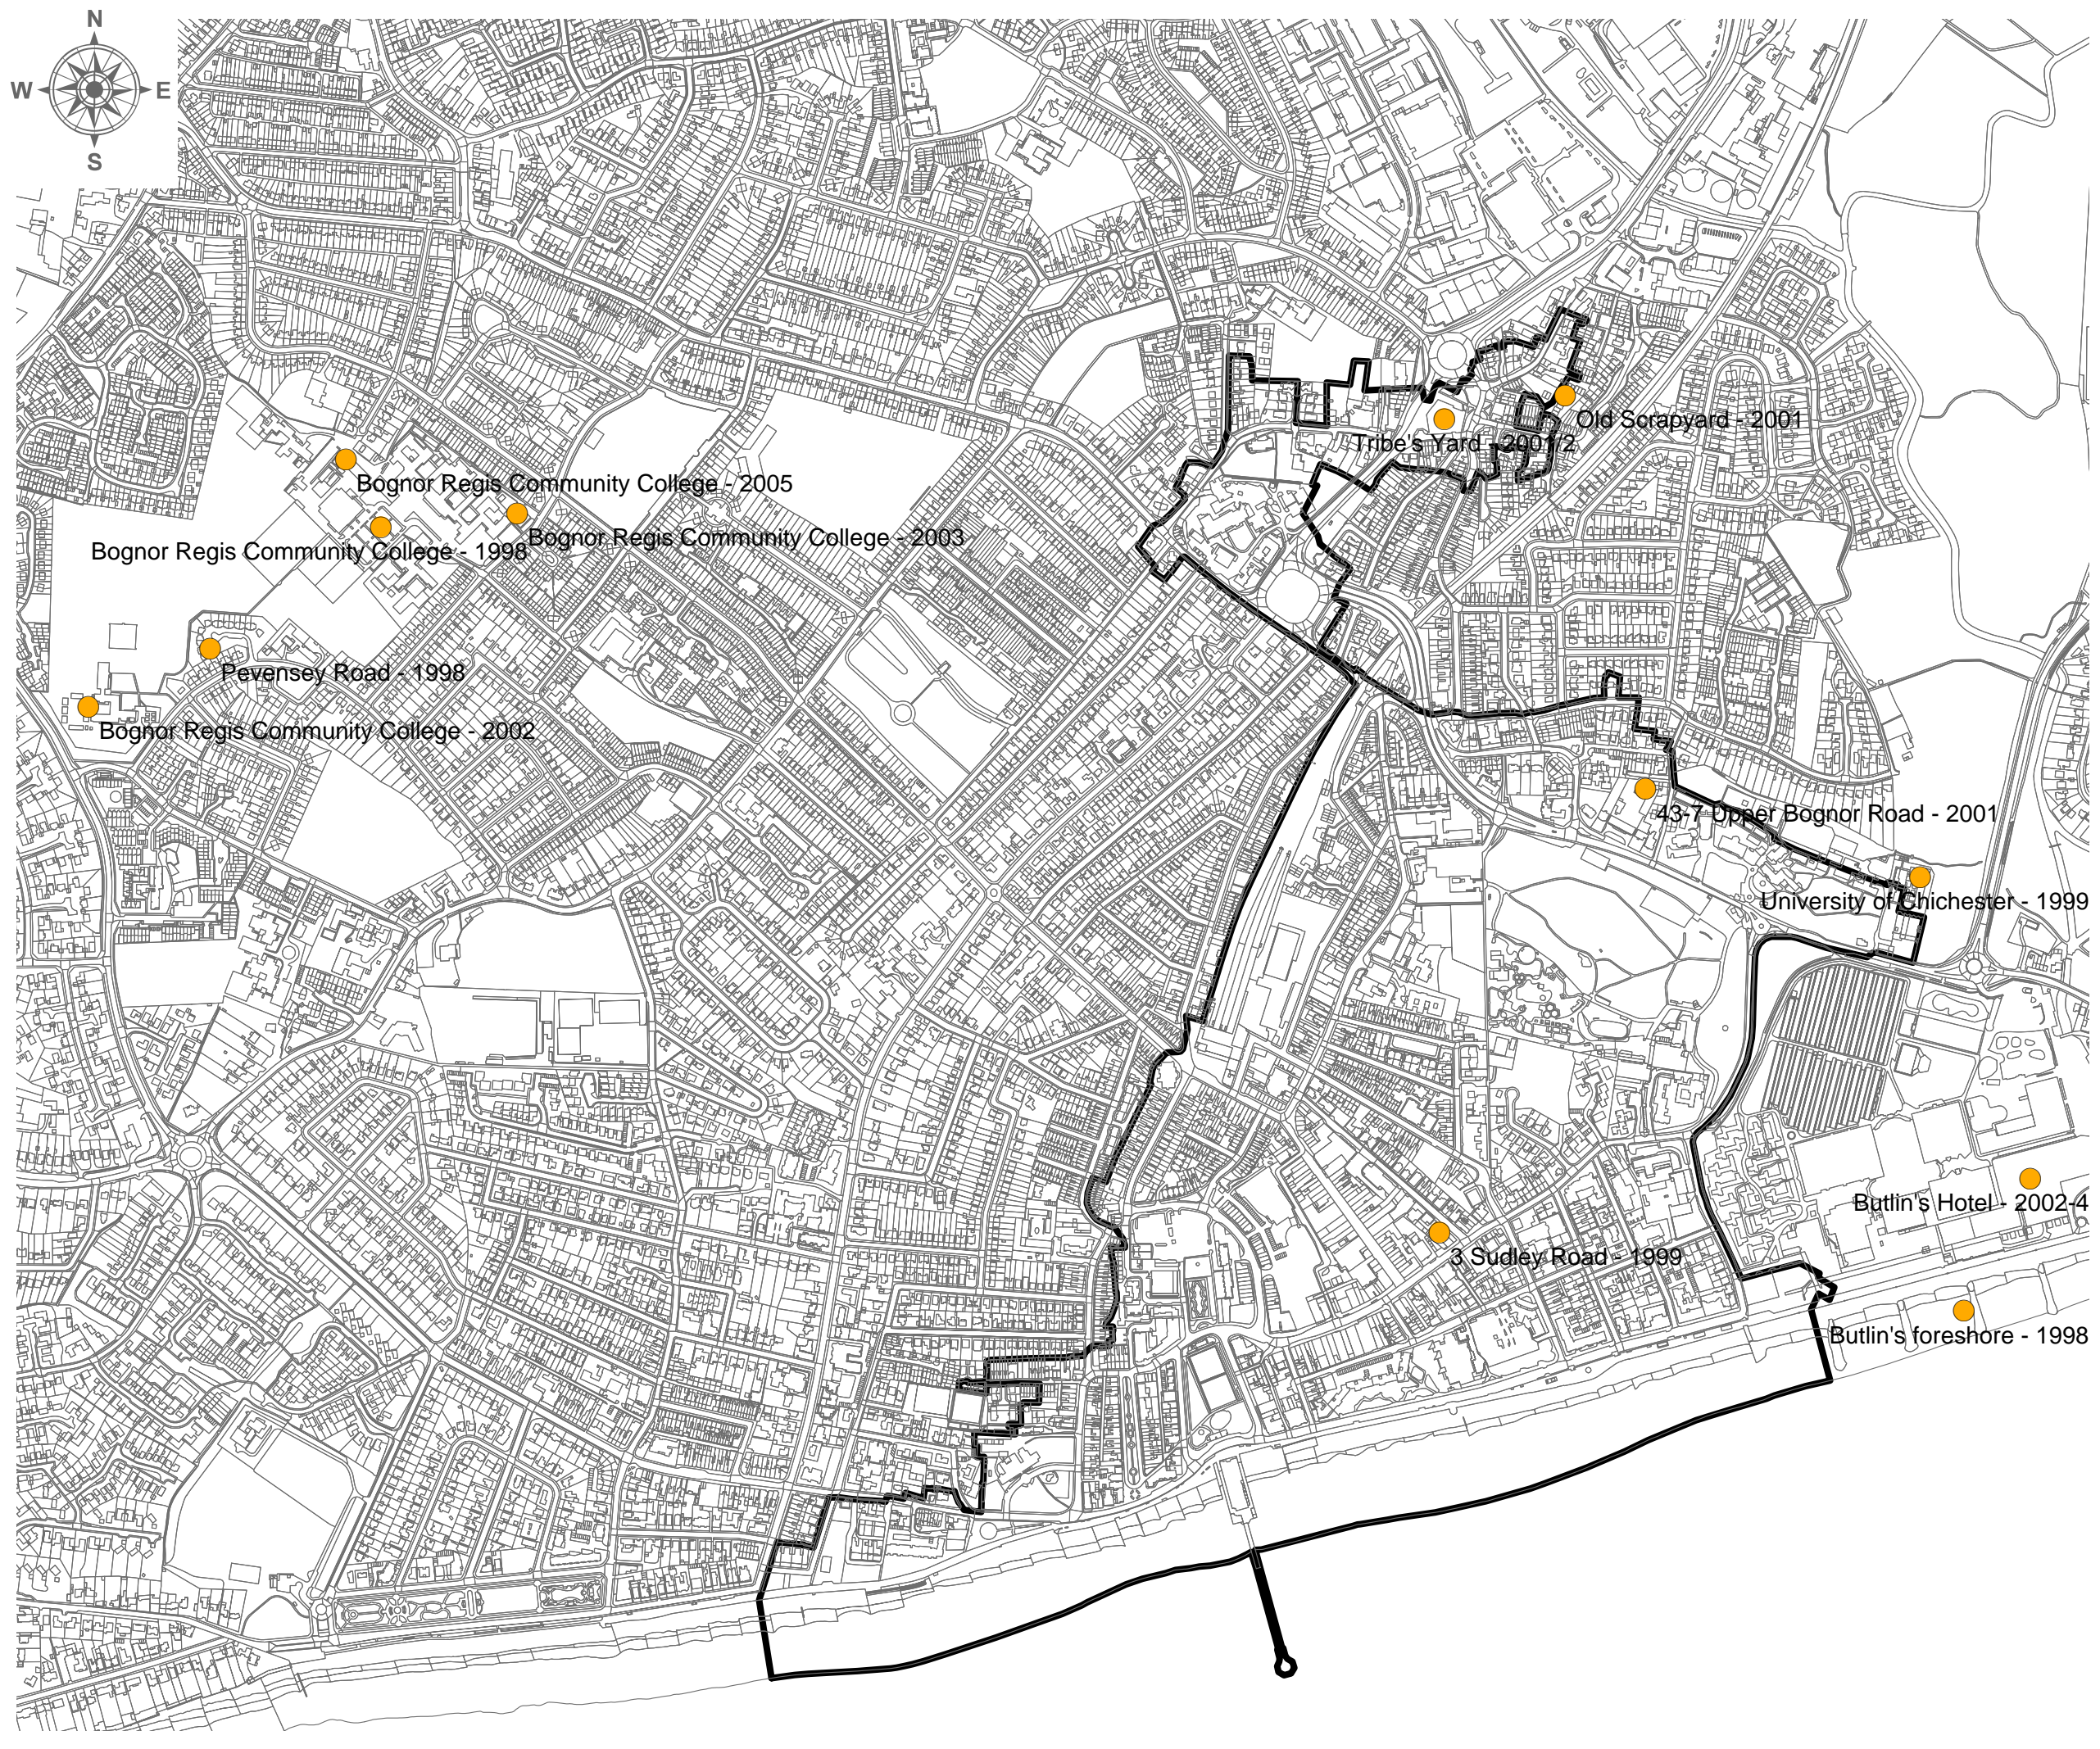 N
W
E
S
Old Scrapyard - 2001
Tribe's Yard - 2001/2
Bognor Regis Community College - 2005
Bognor Regis Community College - 2003
Bognor Regis Community College - 1998
Pevensey Road - 1998
Bognor Regis Community College - 2002
43-7 Upper Bognor Road - 2001
University of Chichester - 1999
Butlin's Hotel - 2002-4
3 Sudley Road - 1999
Butlin's foreshore - 1998